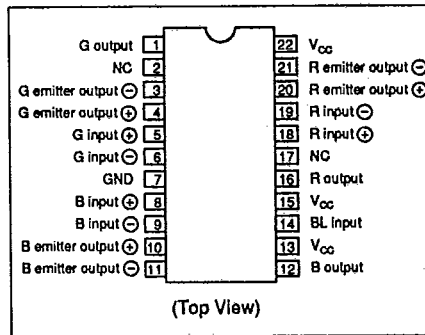 G output 1
NC 2
G emitter output ⊖ 3
G emitter output ⊕ 4
G input ⊕ 5
G input ⊖ 6
GND 7
B input ⊕ 8
B input ⊖ 9
B emitter output ⊕ 10
B emitter output ⊖ 11
22 VCC
21 R emitter output ⊖
20 R emitter output ⊕
19 R input ⊖
18 R input ⊕
17 NC
16 R output
15 VCC
14 BL input
13 VCC
12 B output
(Top View)